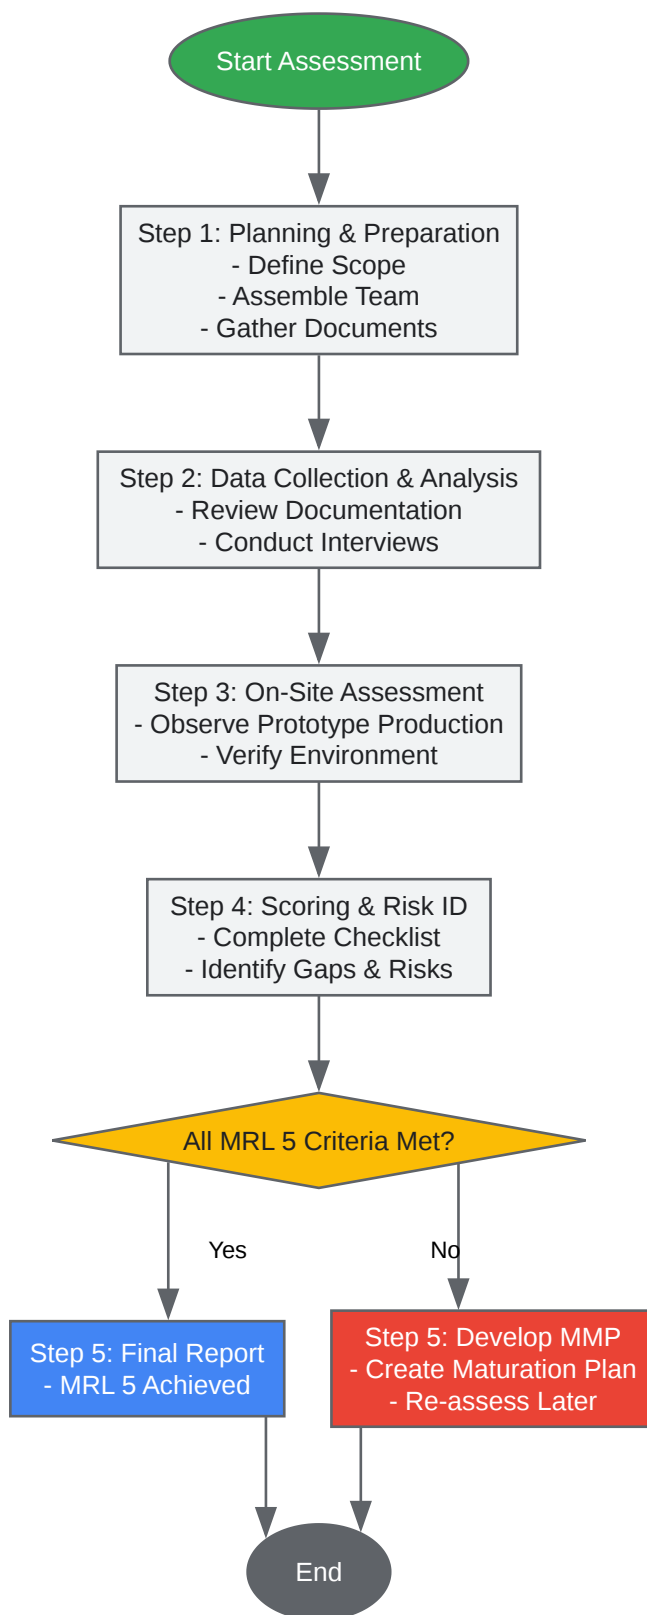 Start Assessment
Step 1: Planning & Preparation
- Define Scope
- Assemble Team
- Gather Documents
Step 2: Data Collection & Analysis
- Review Documentation
- Conduct Interviews
Step 3: On-Site Assessment
- Observe Prototype Production
- Verify Environment
Step 4: Scoring & Risk ID
- Complete Checklist
- Identify Gaps & Risks
All MRL 5 Criteria Met?
Yes
No
Step 5: Final Report
- MRL 5 Achieved
Step 5: Develop MMP
- Create Maturation Plan
- Re-assess Later
End